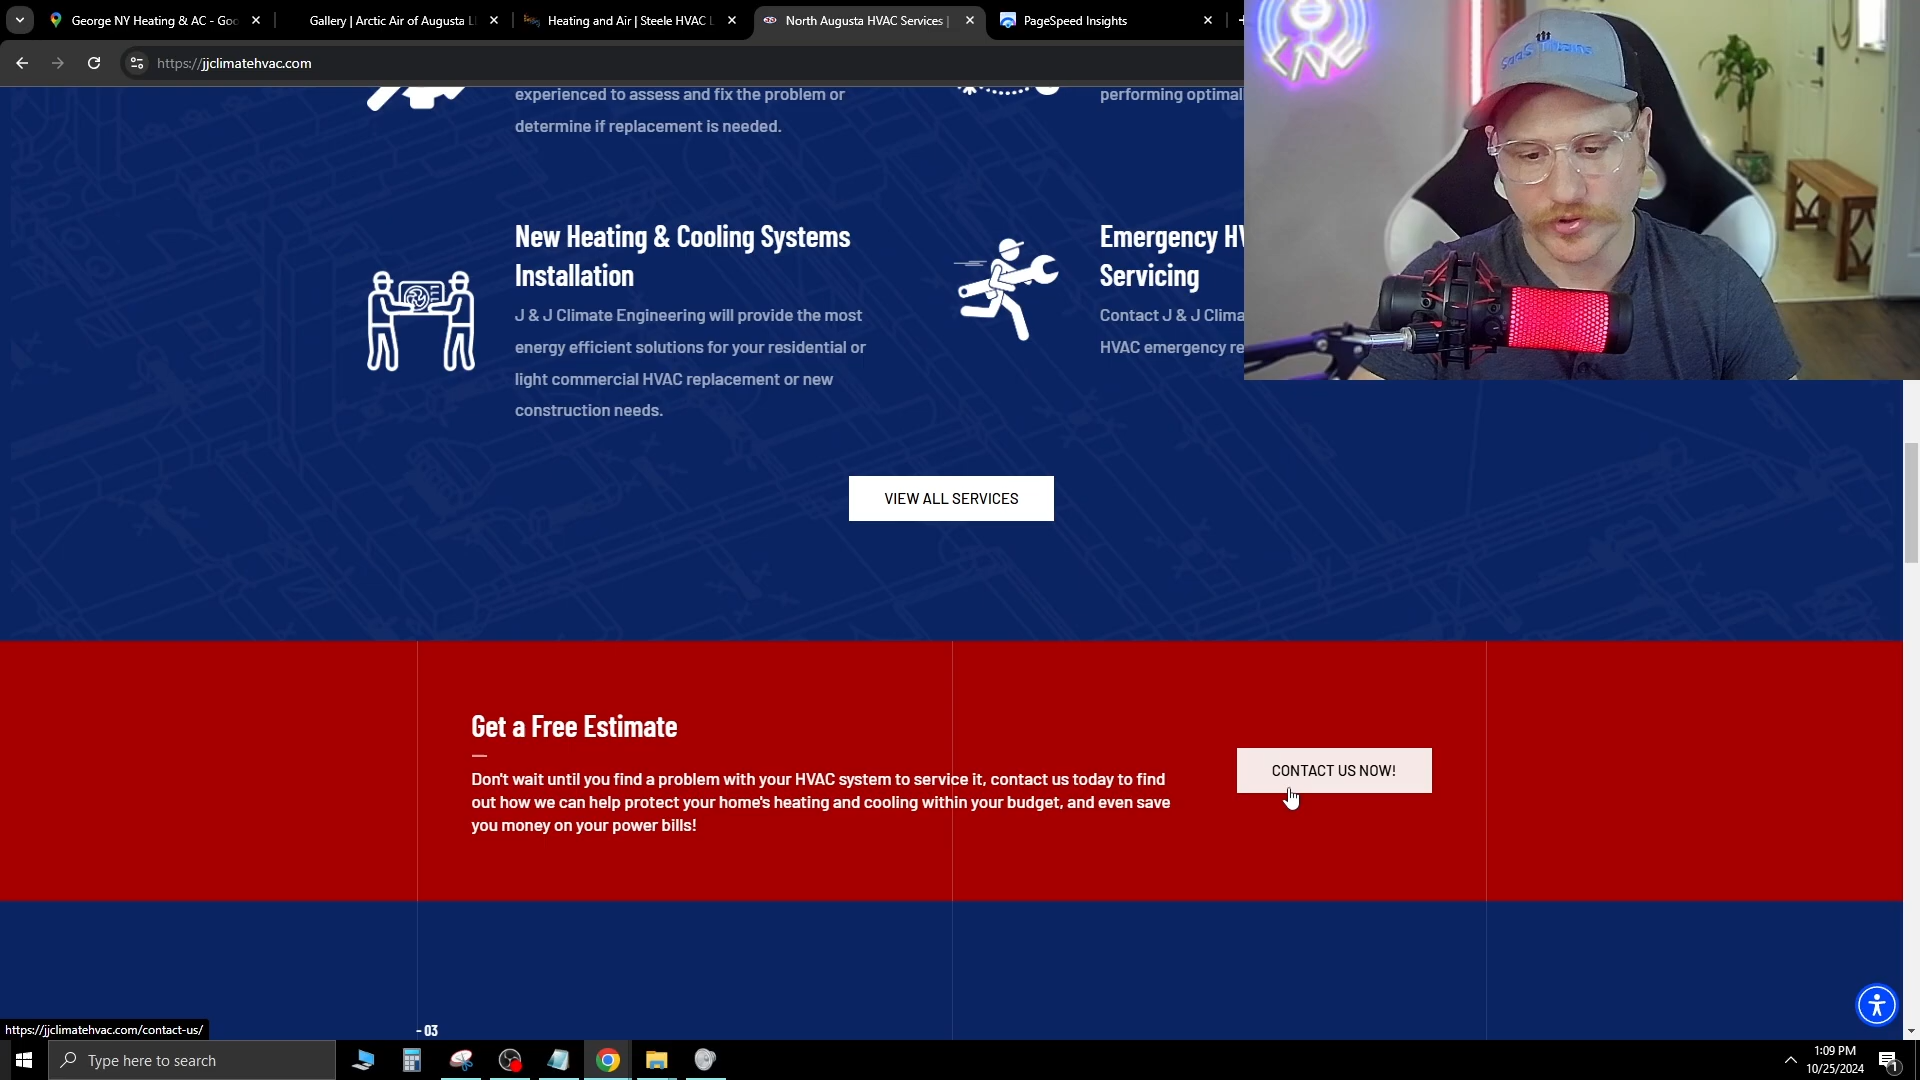 George NY Heating & AC - Goo
Gallery | Arctic Air of Augusta L
Heating and Air | Steele HVAC L
North Augusta HVAC Services |
PageSpeed Insights
https://jjclimatehvac.com
experienced to assess and fix the problem or
determine if replacement is needed.
performing optimal
New Heating & Cooling Systems
Installation
J & J Climate Engineering will provide the most
energy efficient solutions for your residential or
light commercial HVAC replacement or new
construction needs.
Emergency HV
Servicing
Contact J & J Clima
HVAC emergency re
SaaS Titans
VIEW ALL SERVICES
Get a Free Estimate
Don't wait until you find a problem with your HVAC system to service it, contact us today to find
out how we can help protect your home's heating and cooling within your budget, and even save
you money on your power bills!
CONTACT US NOW!
- 03
https://jjclimatehvac.com/contact-us/
Type here to search
1:09 PM
10/25/2024
1